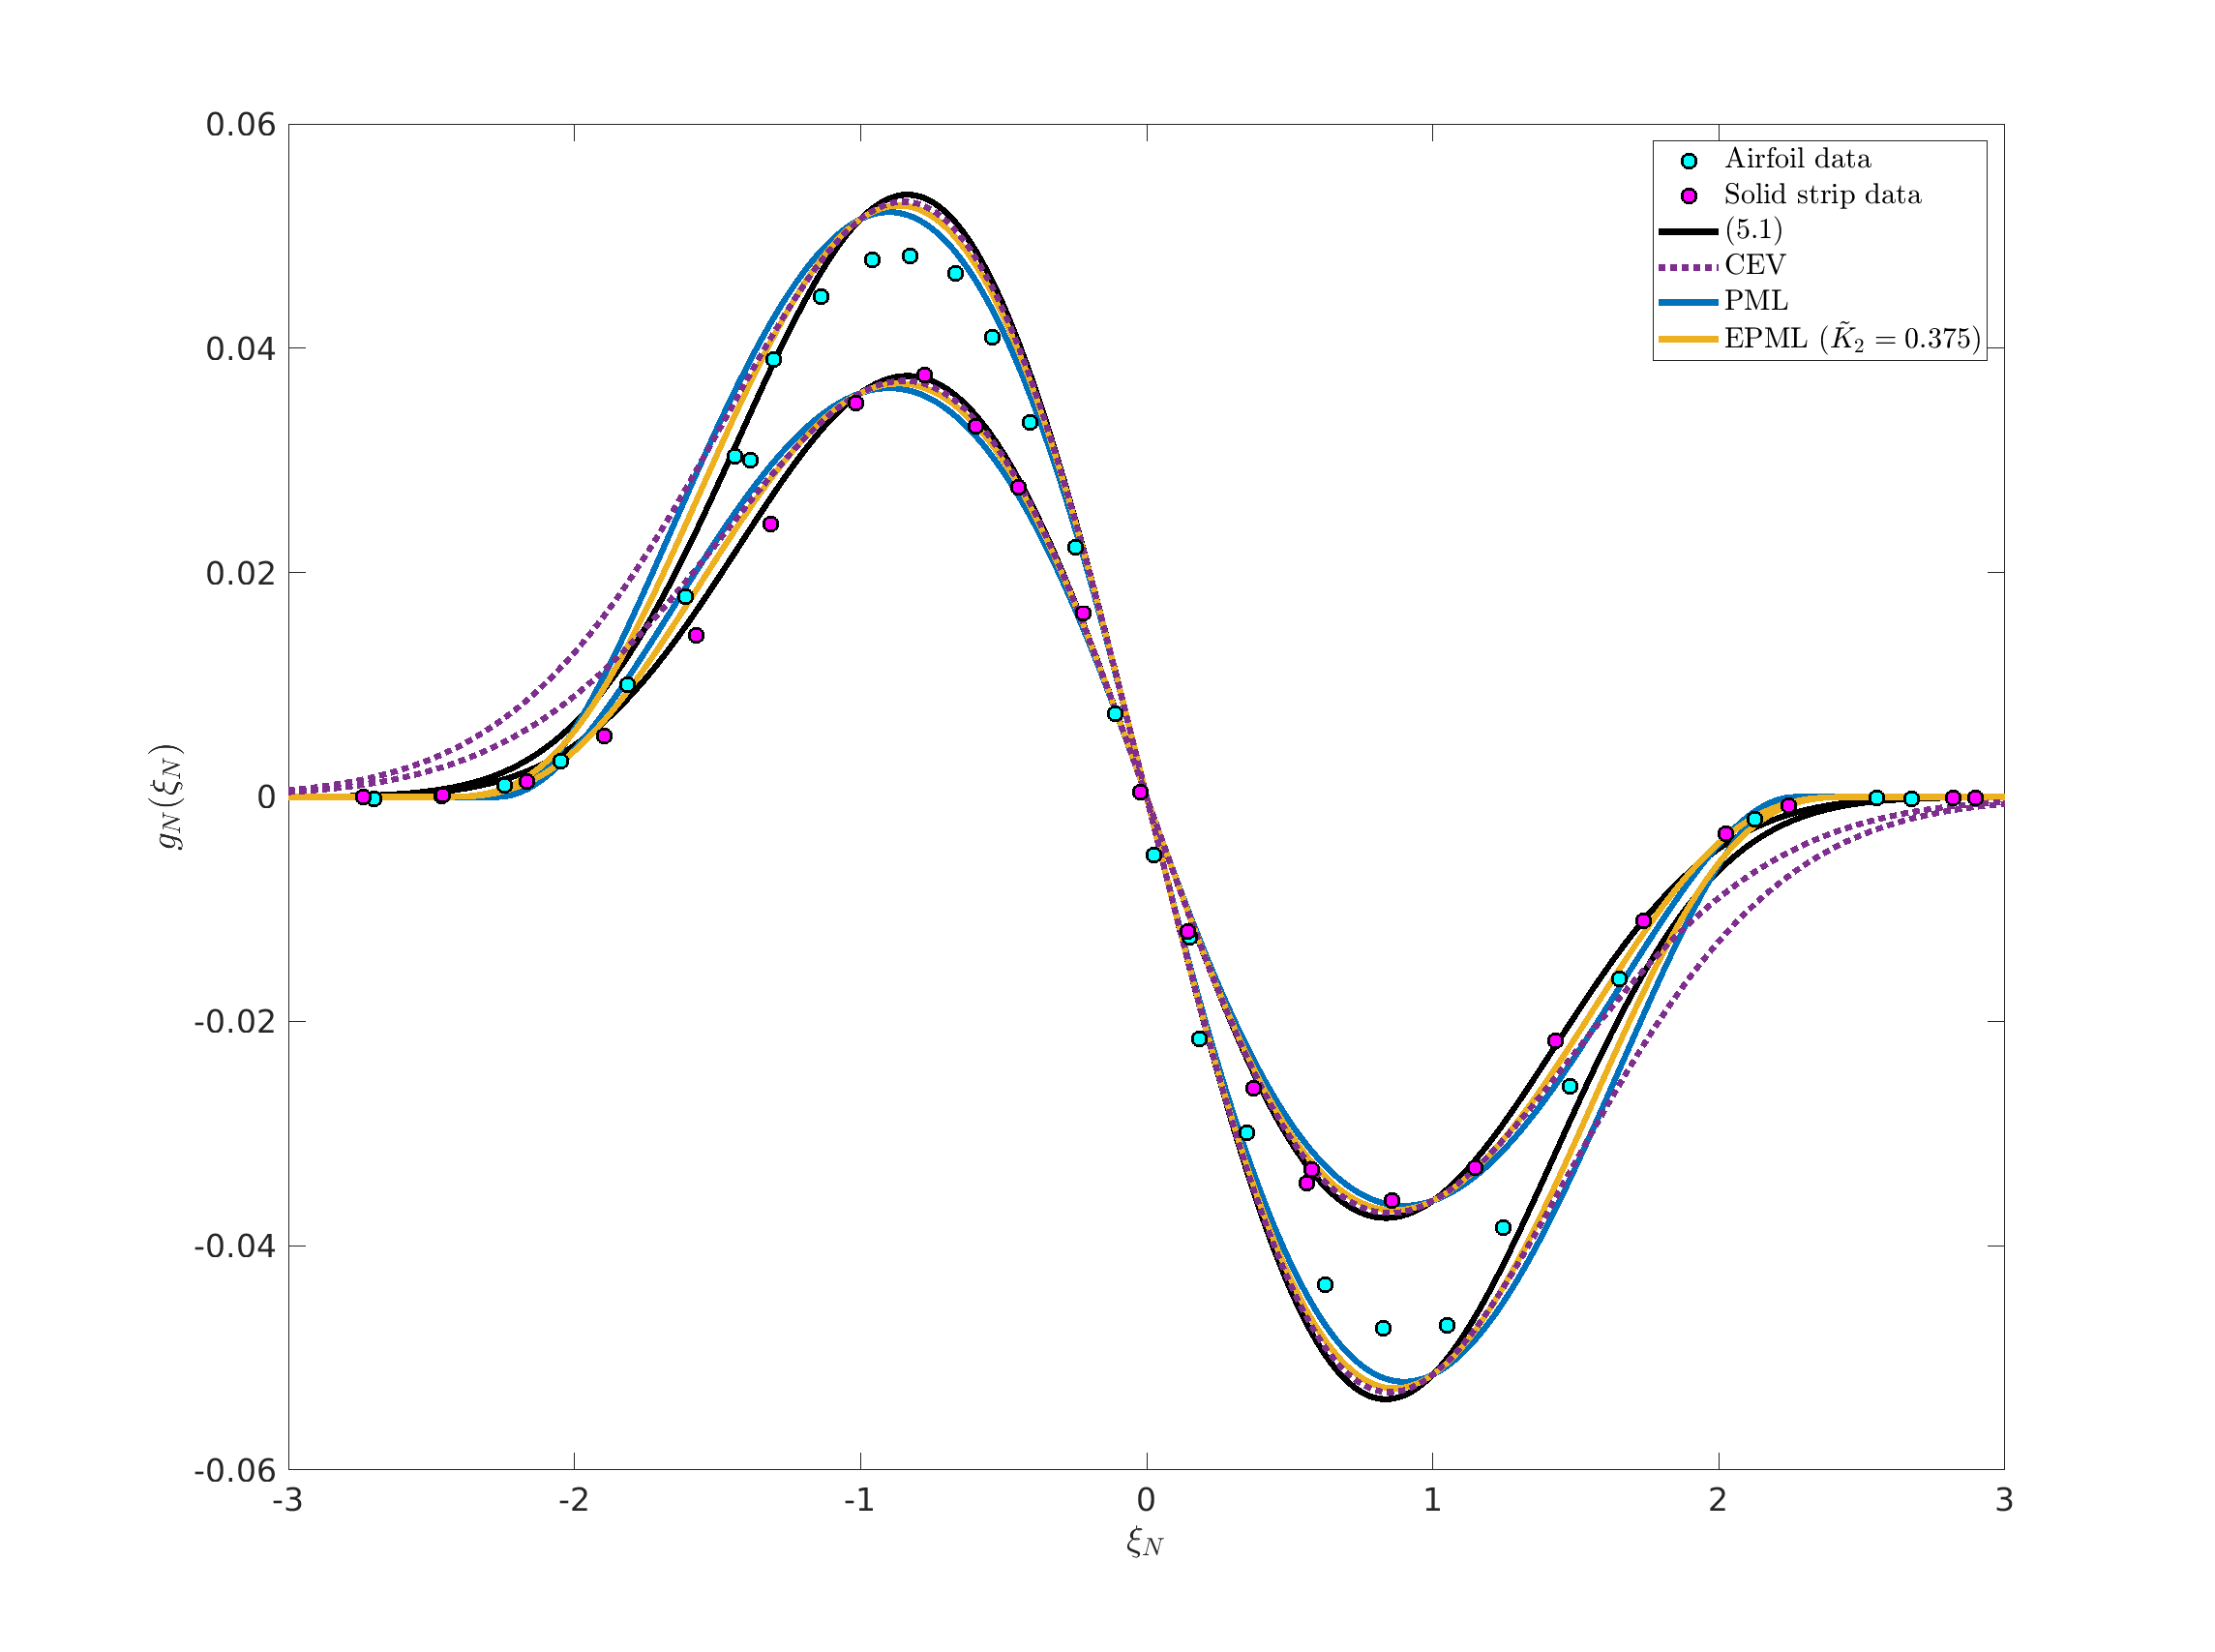 0.06
0.04
0.02
0
-0.02
-0.04
-0.06
g_N(ξ_N)
Airfoil data
Solid strip data
(5.1)
CEV
PML
EPML (K̃₂ = 0.375)
-3 -2 -1 0 1 2 3
ξ_N